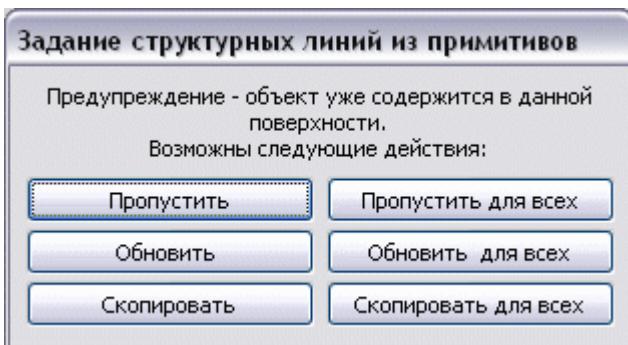 Задание структурных линий из примитивов
Предупреждение - объект уже содержится в данной
поверхности.
Возможны следующие действия:
Пропустить
Пропустить для всех
Обновить
Обновить для всех
Скопировать
Скопировать для всех